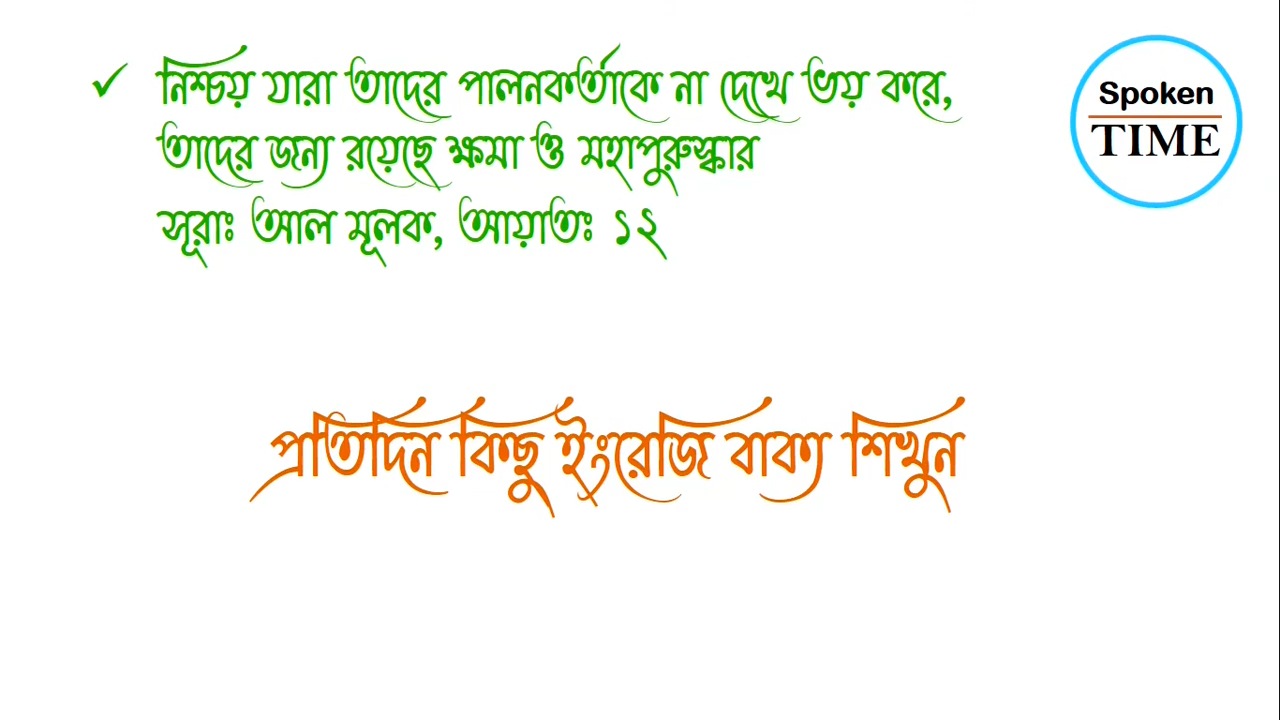 ✓ নিশ্চয় যারা তাদের পালনকর্তাকে না দেখে ভয় করে,
তাদের জন্য রয়েছে ক্ষমা ও মহাপুরুস্কার
সূরাঃ আল মূলক, আয়াতঃ ১২
Spoken
TIME
প্রতিদিন কিছু ইংরেজি বাক্য শিখুন